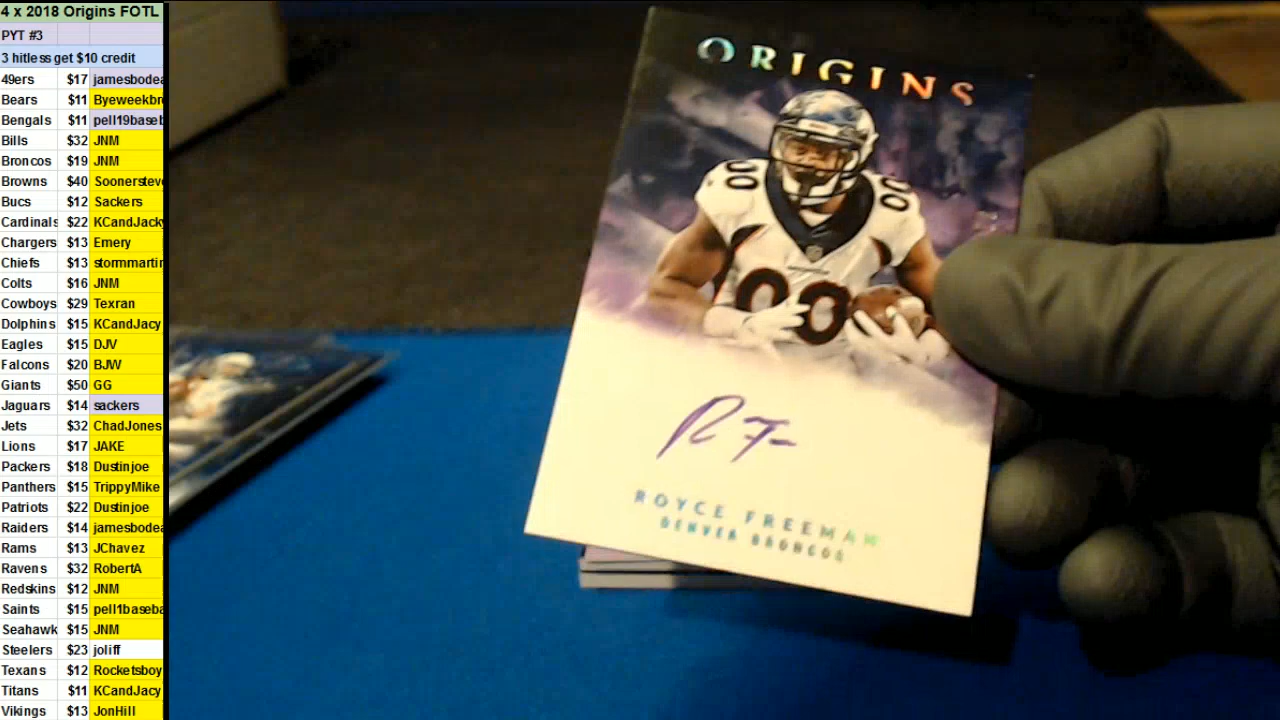 4 x 2018 Origins FOTL
PYT #3
3 hitless get $10 credit
49ers $17 jamesbodea
Bears $11 Byeweekbr
Bengals $11 pell19baseb
Bills $32 JNM
Broncos $19 JNM
Browns $40 Soonersteve
Bucs $12 Sackers
Cardinals $22 KCandJacky
Chargers $13 Emery
Chiefs $13 stormmartin
Colts $16 JNM
Cowboys $29 Texran
Dolphins $15 KCandJacy
Eagles $15 DJV
Falcons $20 BJW
Giants $50 GG
Jaguars $14 sackers
Jets $32 ChadJones
Lions $17 JAKE
Packers $18 Dustinjoe
Panthers $15 TrippyMike
Patriots $22 Dustinjoe
Raiders $14 jamesbodea
Rams $13 JChavez
Ravens $32 RobertA
Redskins $12 JNM
Saints $15 pell1baseba
Seahawk $15 JNM
Steelers $23 joliff
Texans $12 Rocketsboy
Titans $11 KCandJacy
Vikings $13 JonHill
ORIGINS
00 00
00
R F
ROYCE FREEMAN
DENVER BRONCOS